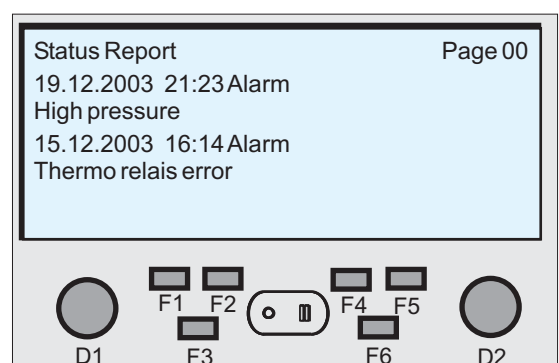 Status Report Page 00
19.12.2003 21:23 Alarm
High pressure
15.12.2003 16:14 Alarm
Thermo relais error
F1 F2 F4 F5
D1 F3 F6 D2